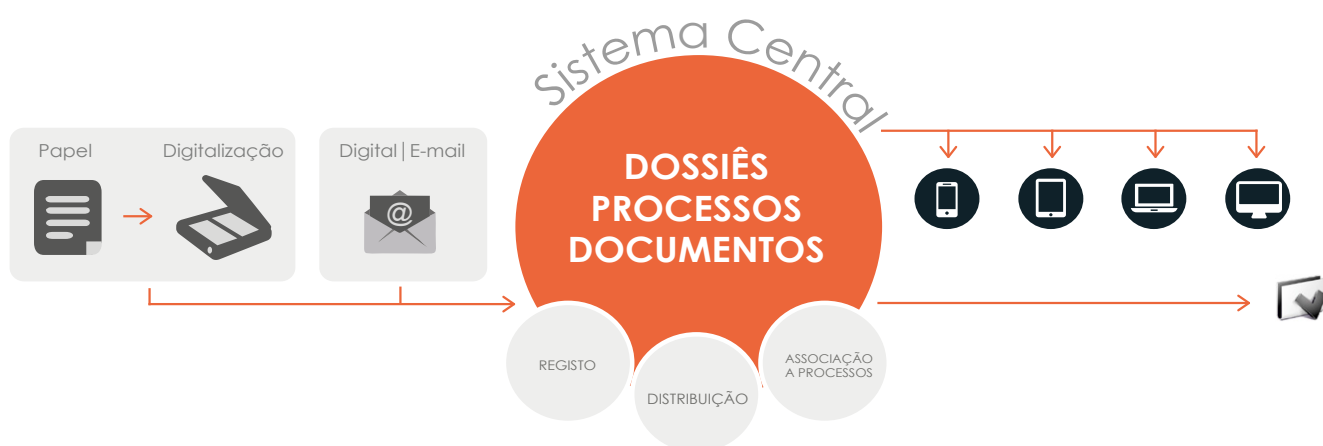 Sistema Central
Papel
Digitalização
Digital|E-mail
@
DOSSIÊS
PROCESSOS
DOCUMENTOS
REGISTO
DISTRIBUIÇÃO
ASSOCIAÇÃO
A PROCESSOS